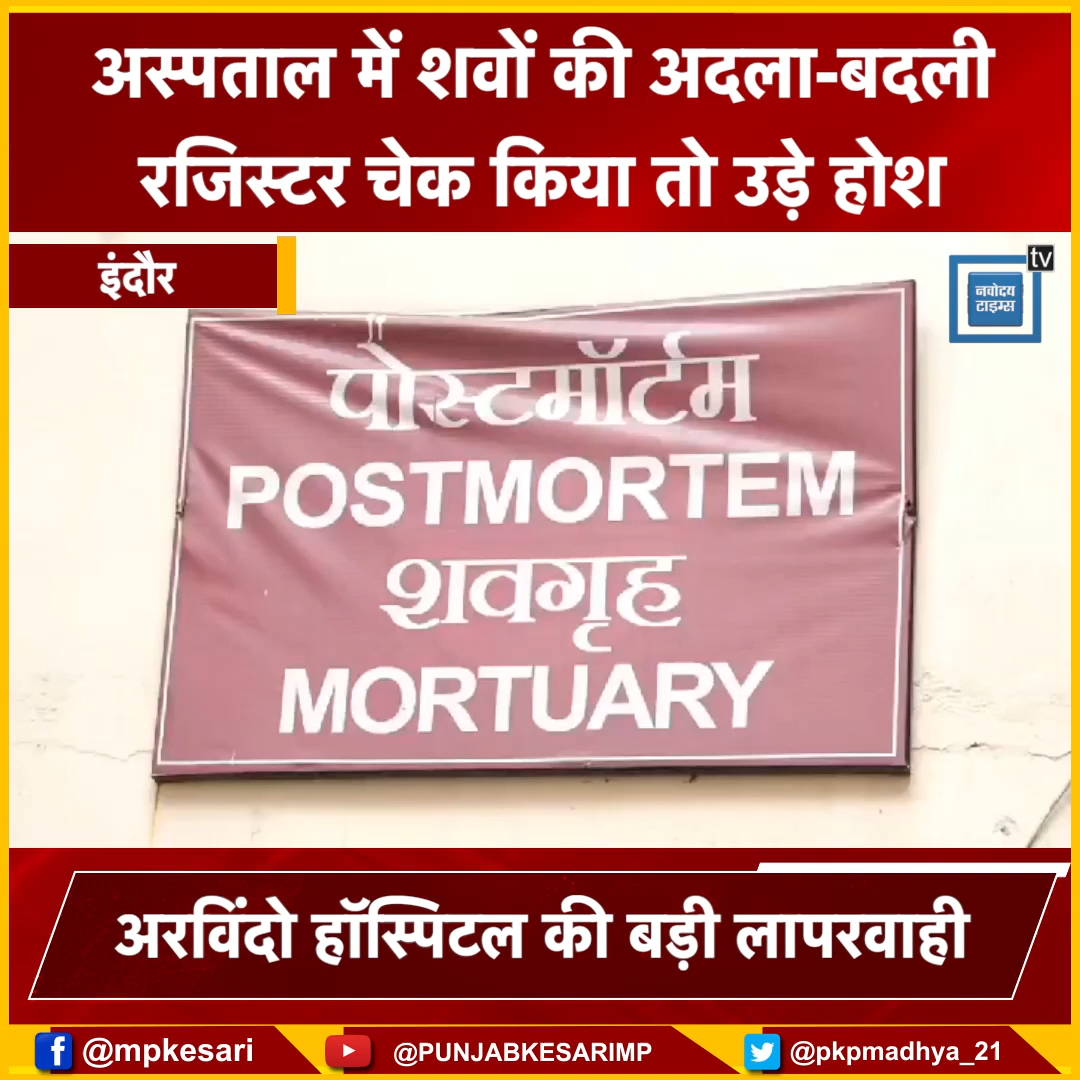 अस्पताल में शवों की अदला-बदली
रजिस्टर चेक किया तो उड़े होश
इंदौर
tv
नवोदय
टाइम्स
पोस्टमॉर्टम
POSTMORTEM
शवगृह
MORTUARY
अरविंदो हॉस्पिटल की बड़ी लापरवाही
@mpkesari
@PUNJABKESARIMP
@pkpmadhya_21